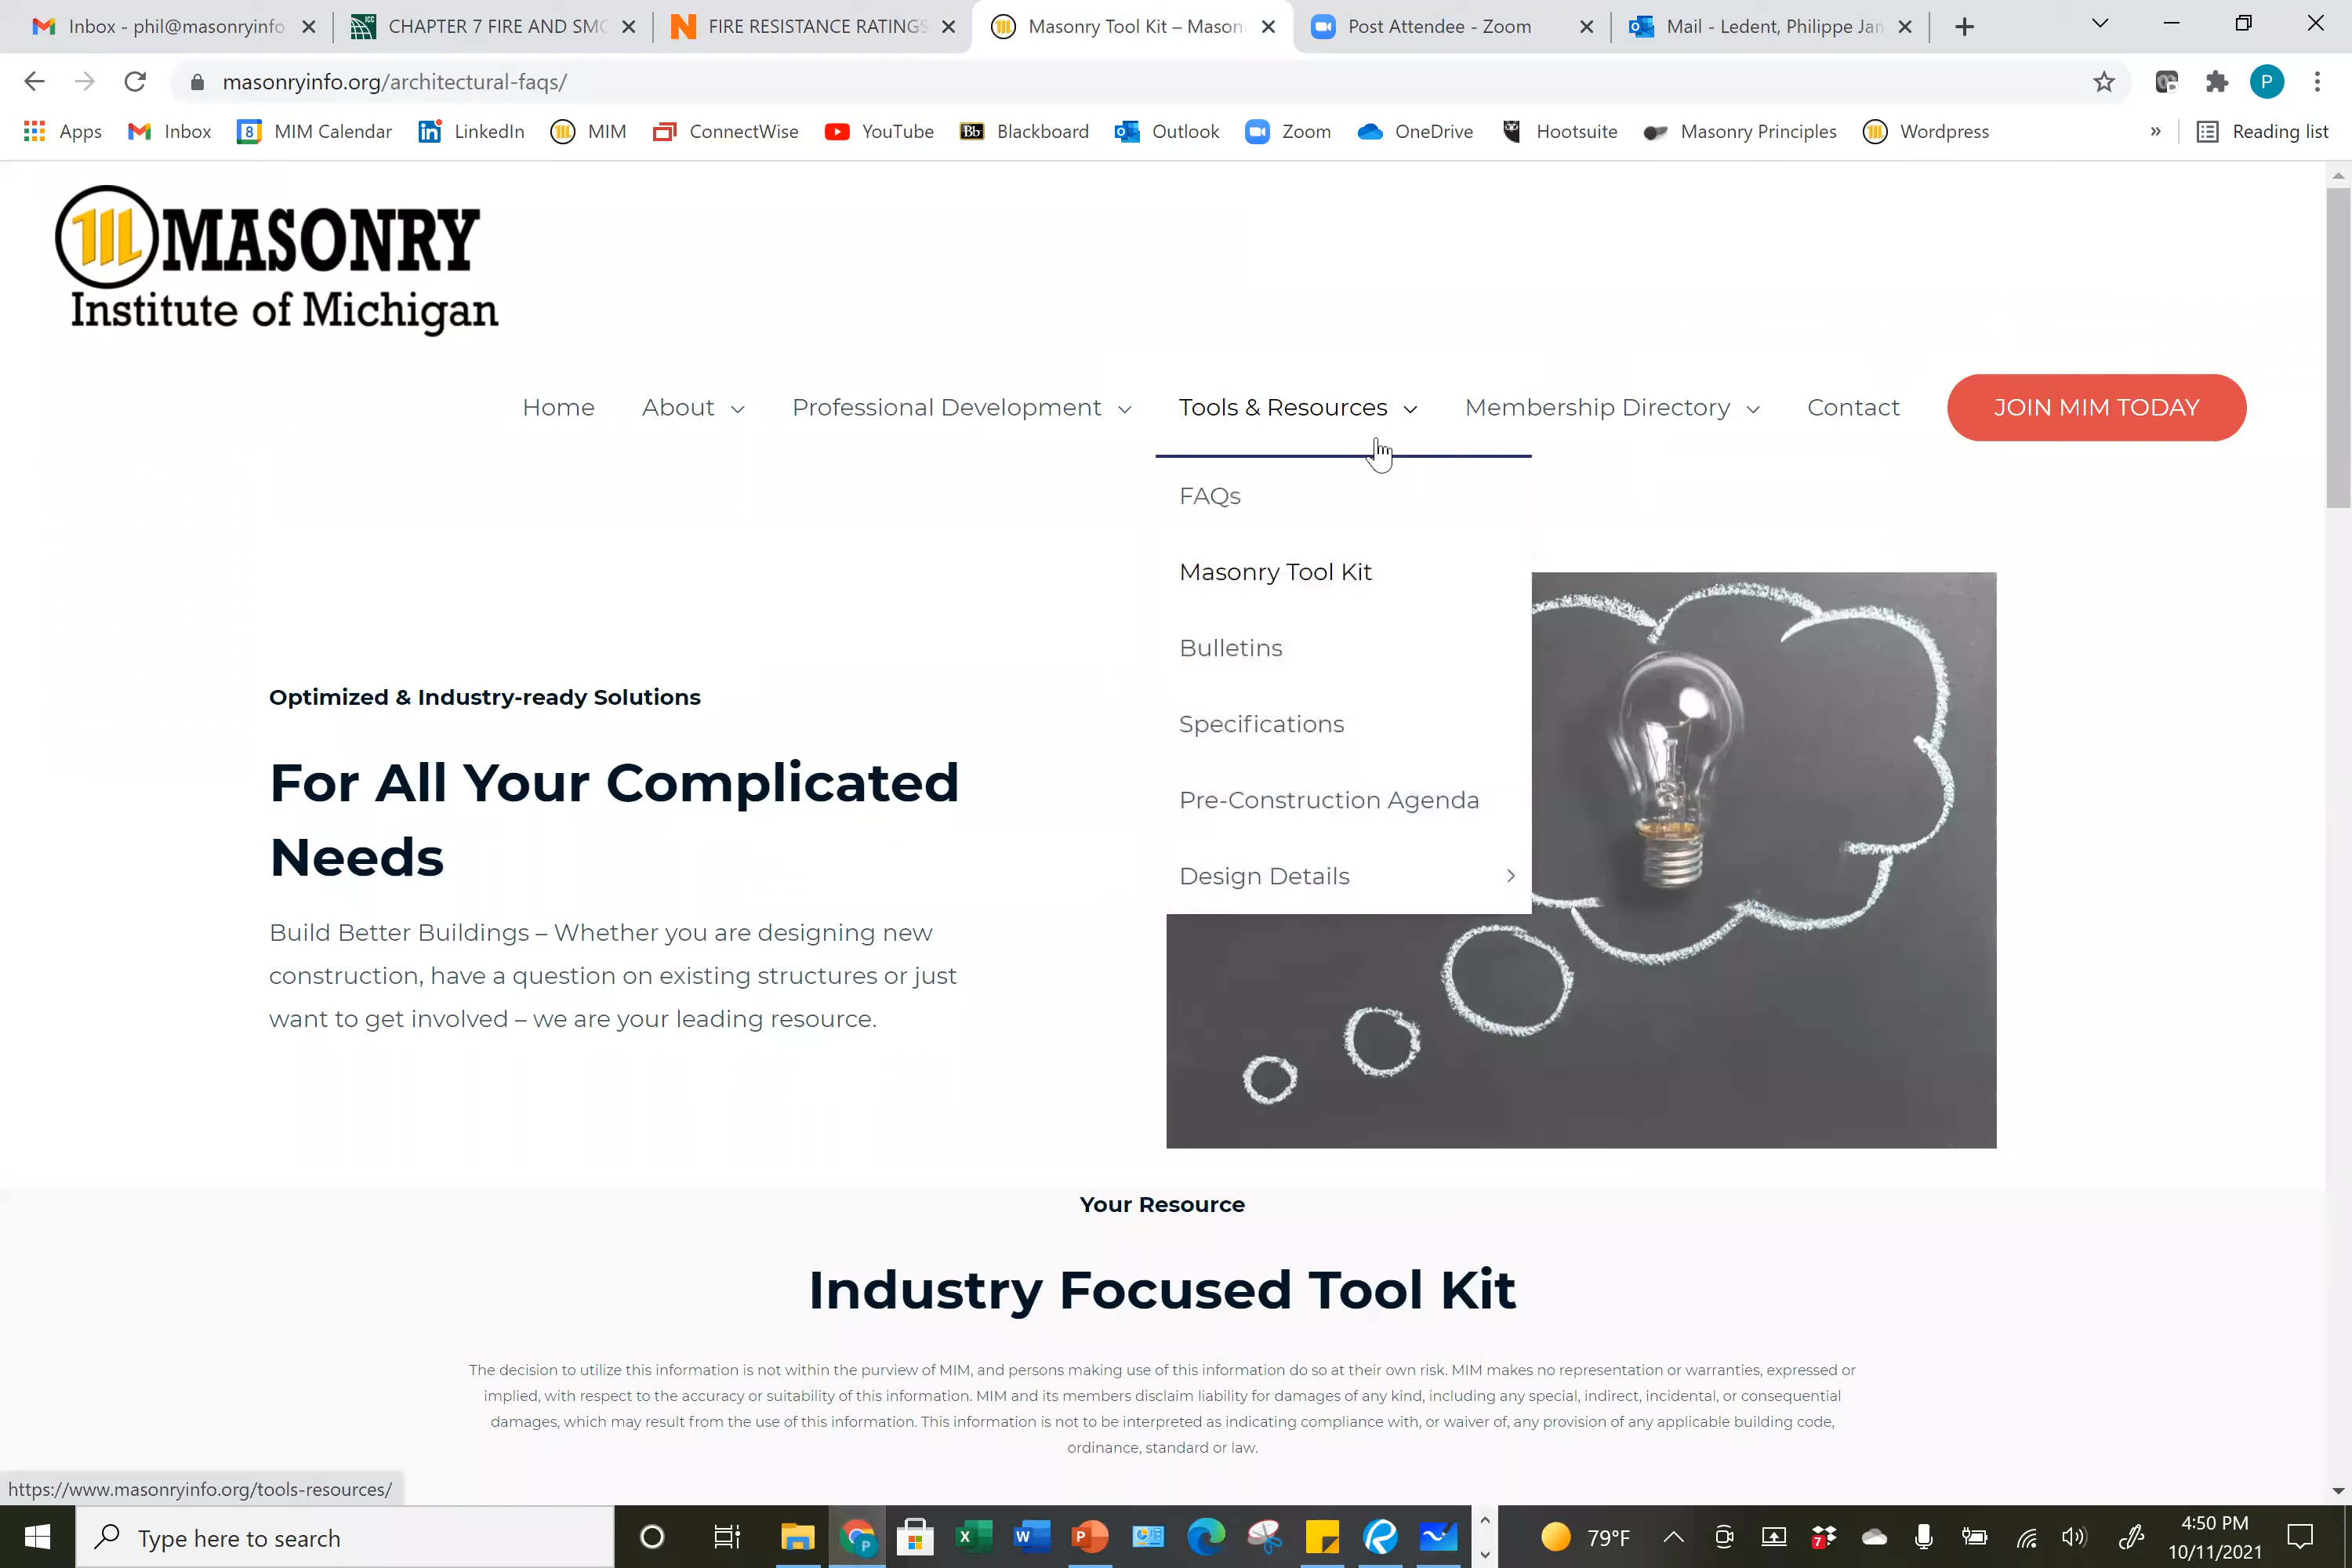 Inbox - phil@masonryinfo
CHAPTER 7 FIRE AND SMO
FIRE RESISTANCE RATINGS
Masonry Tool Kit – Mason
Post Attendee - Zoom
Mail - Ledent, Philippe Jam
masonryinfo.org/architectural-faqs/
P
Apps
Inbox
8
MIM Calendar
LinkedIn
MIM
ConnectWise
YouTube
Bb
Blackboard
Outlook
Zoom
OneDrive
Hootsuite
Masonry Principles
Wordpress
»
Reading list
MASONRY
Institute of Michigan
Home
About
Professional Development
Tools & Resources
Membership Directory
Contact
JOIN MIM TODAY
FAQs
Masonry Tool Kit
Bulletins
Specifications
Pre-Construction Agenda
Design Details
Optimized & Industry-ready Solutions
For All Your Complicated
Needs
Build Better Buildings – Whether you are designing new
construction, have a question on existing structures or just
want to get involved – we are your leading resource.
Your Resource
Industry Focused Tool Kit
The decision to utilize this information is not within the purview of MIM, and persons making use of this information do so at their own risk. MIM makes no representation or warranties, expressed or
implied, with respect to the accuracy or suitability of this information. MIM and its members disclaim liability for damages of any kind, including any special, indirect, incidental, or consequential
damages, which may result from the use of this information. This information is not to be interpreted as indicating compliance with, or waiver of, any provision of any applicable building code,
ordinance, standard or law.
https://www.masonryinfo.org/tools-resources/
Type here to search
79°F
7
4:50 PM
10/11/2021